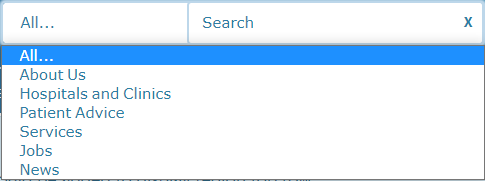 All... Search x
All...
About Us
Hospitals and Clinics
Patient Advice
Services
Jobs
News